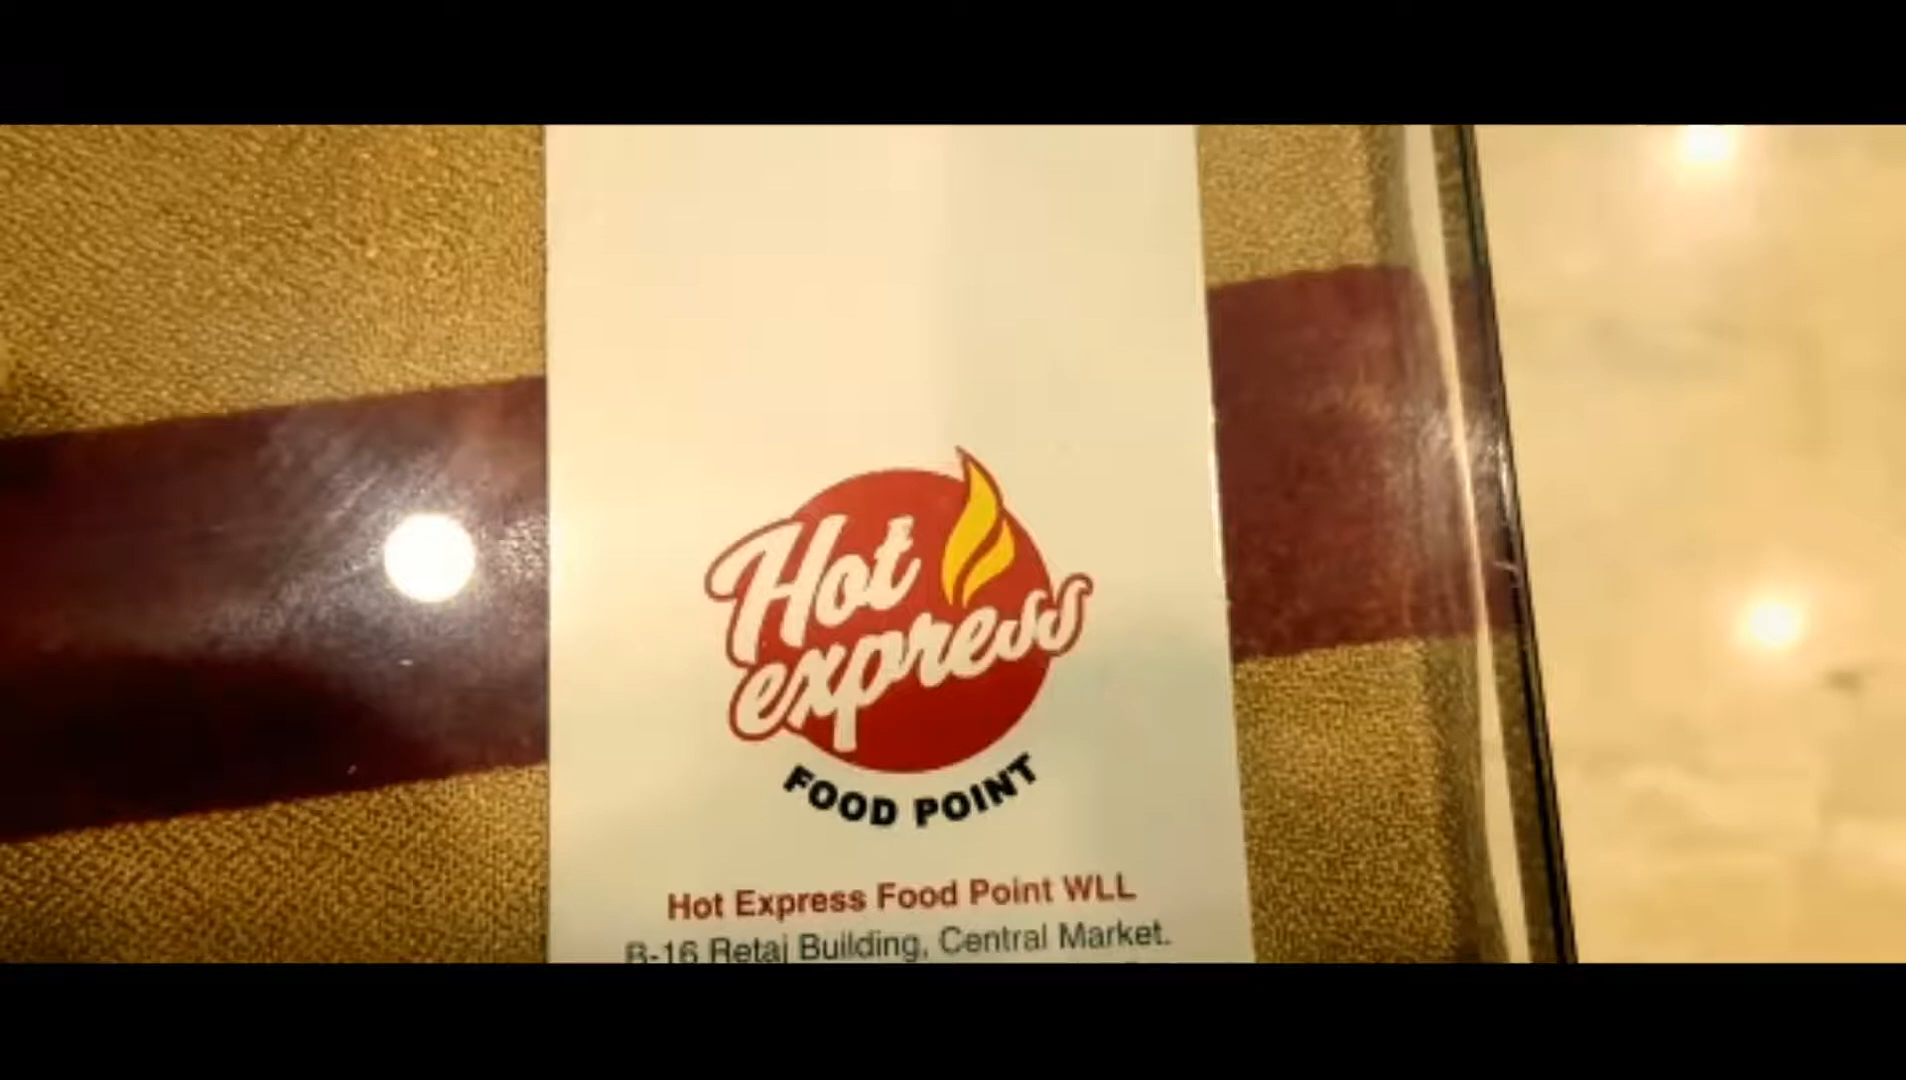 Hot
express
FOOD POINT
Hot Express Food Point WLL
B-16 Retaj Building, Central Market.